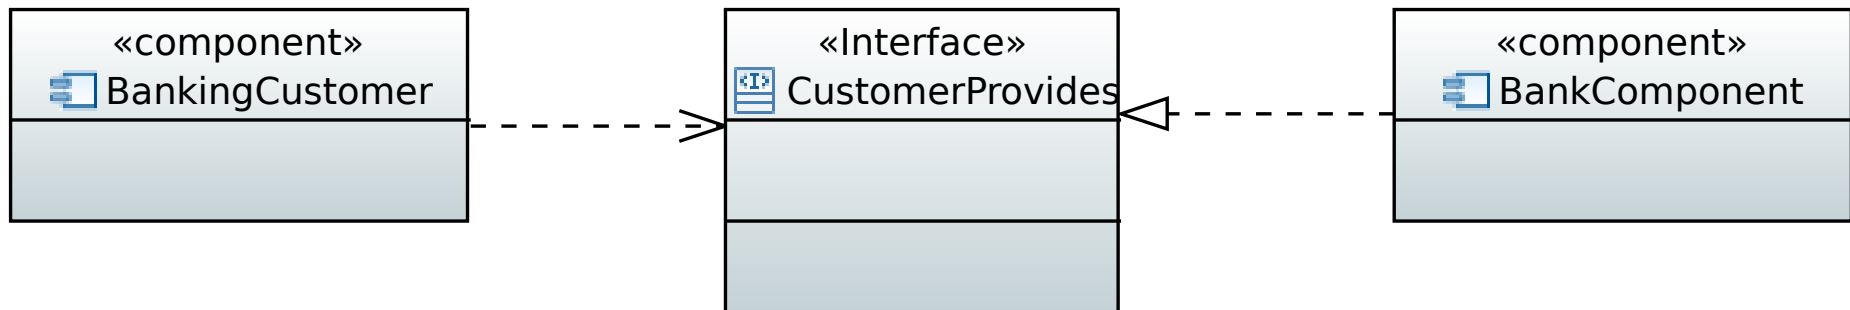 «component»
BankingCustomer
«Interface»
CustomerProvides
«component»
BankComponent